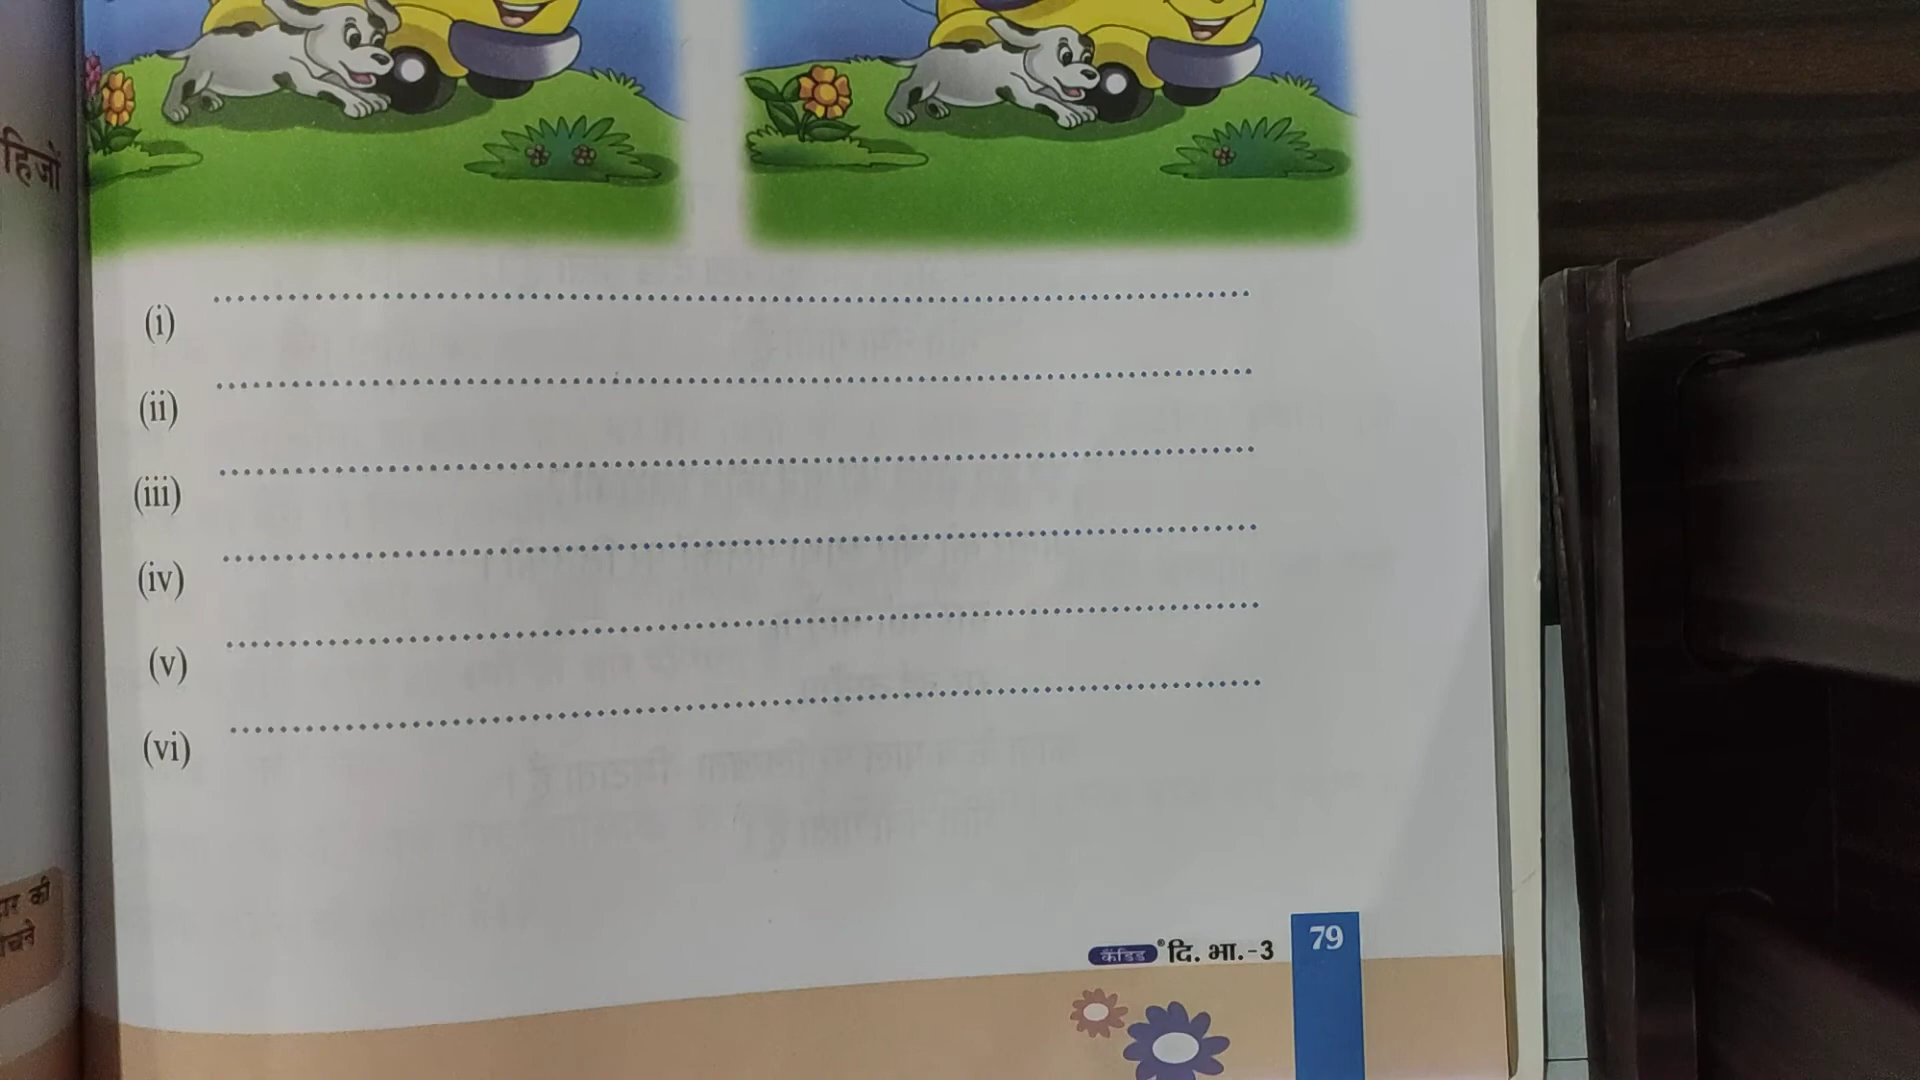 हिजों
(i)
(ii)
(iii)
(iv)
(v)
(vi)
की
कैंडिड® दि. भा.-3 79